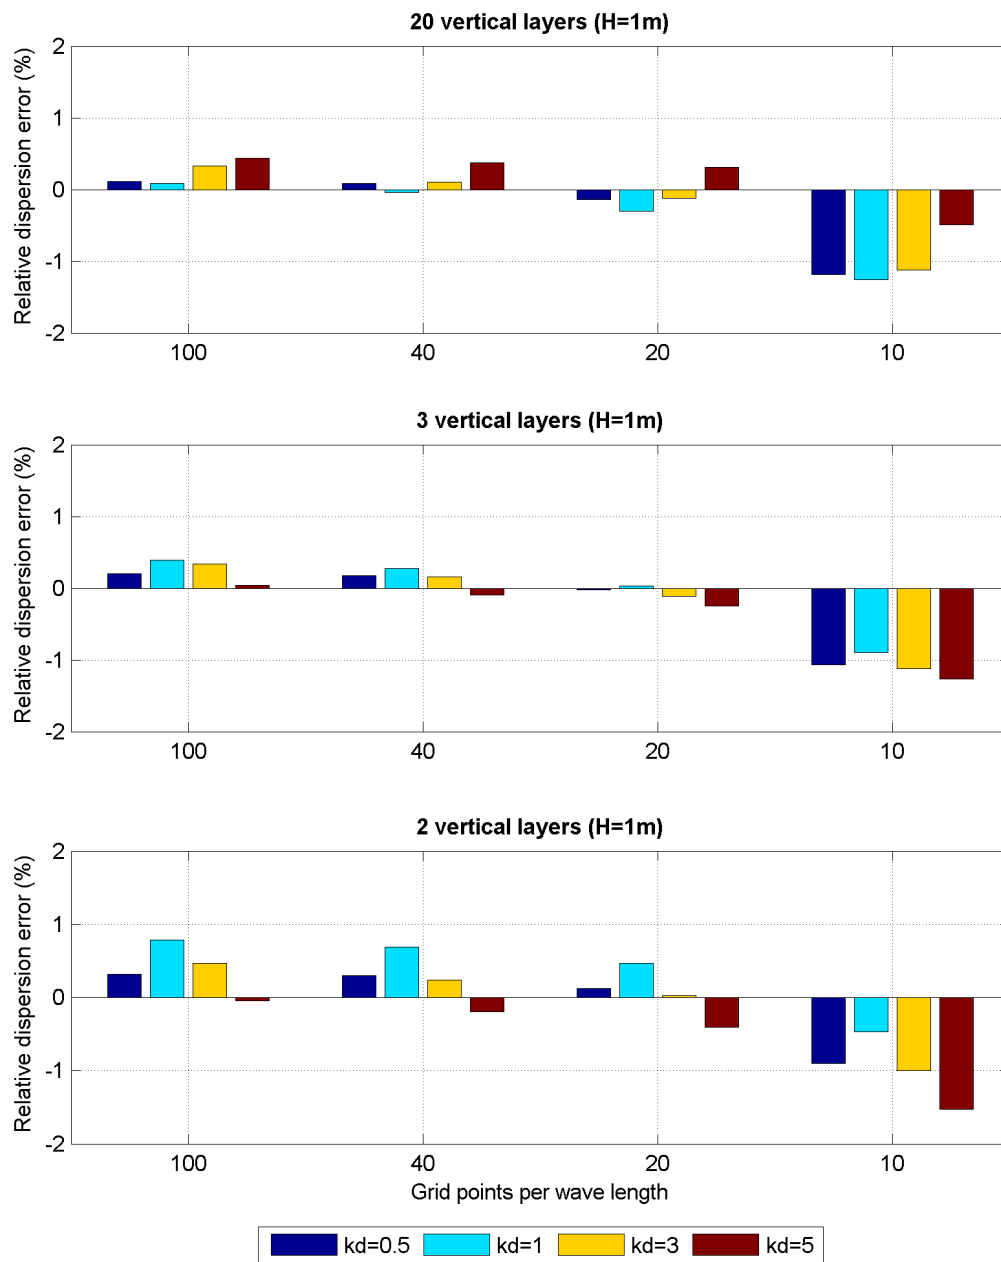 20 vertical layers (H=1m)
Relative dispersion error (%)
2
1
0
-1
-2
100 40 20 10
3 vertical layers (H=1m)
Relative dispersion error (%)
2
1
0
-1
-2
100 40 20 10
2 vertical layers (H=1m)
Relative dispersion error (%)
2
1
0
-1
-2
100 40 20 10
Grid points per wave length
kd=0.5 kd=1 kd=3 kd=5